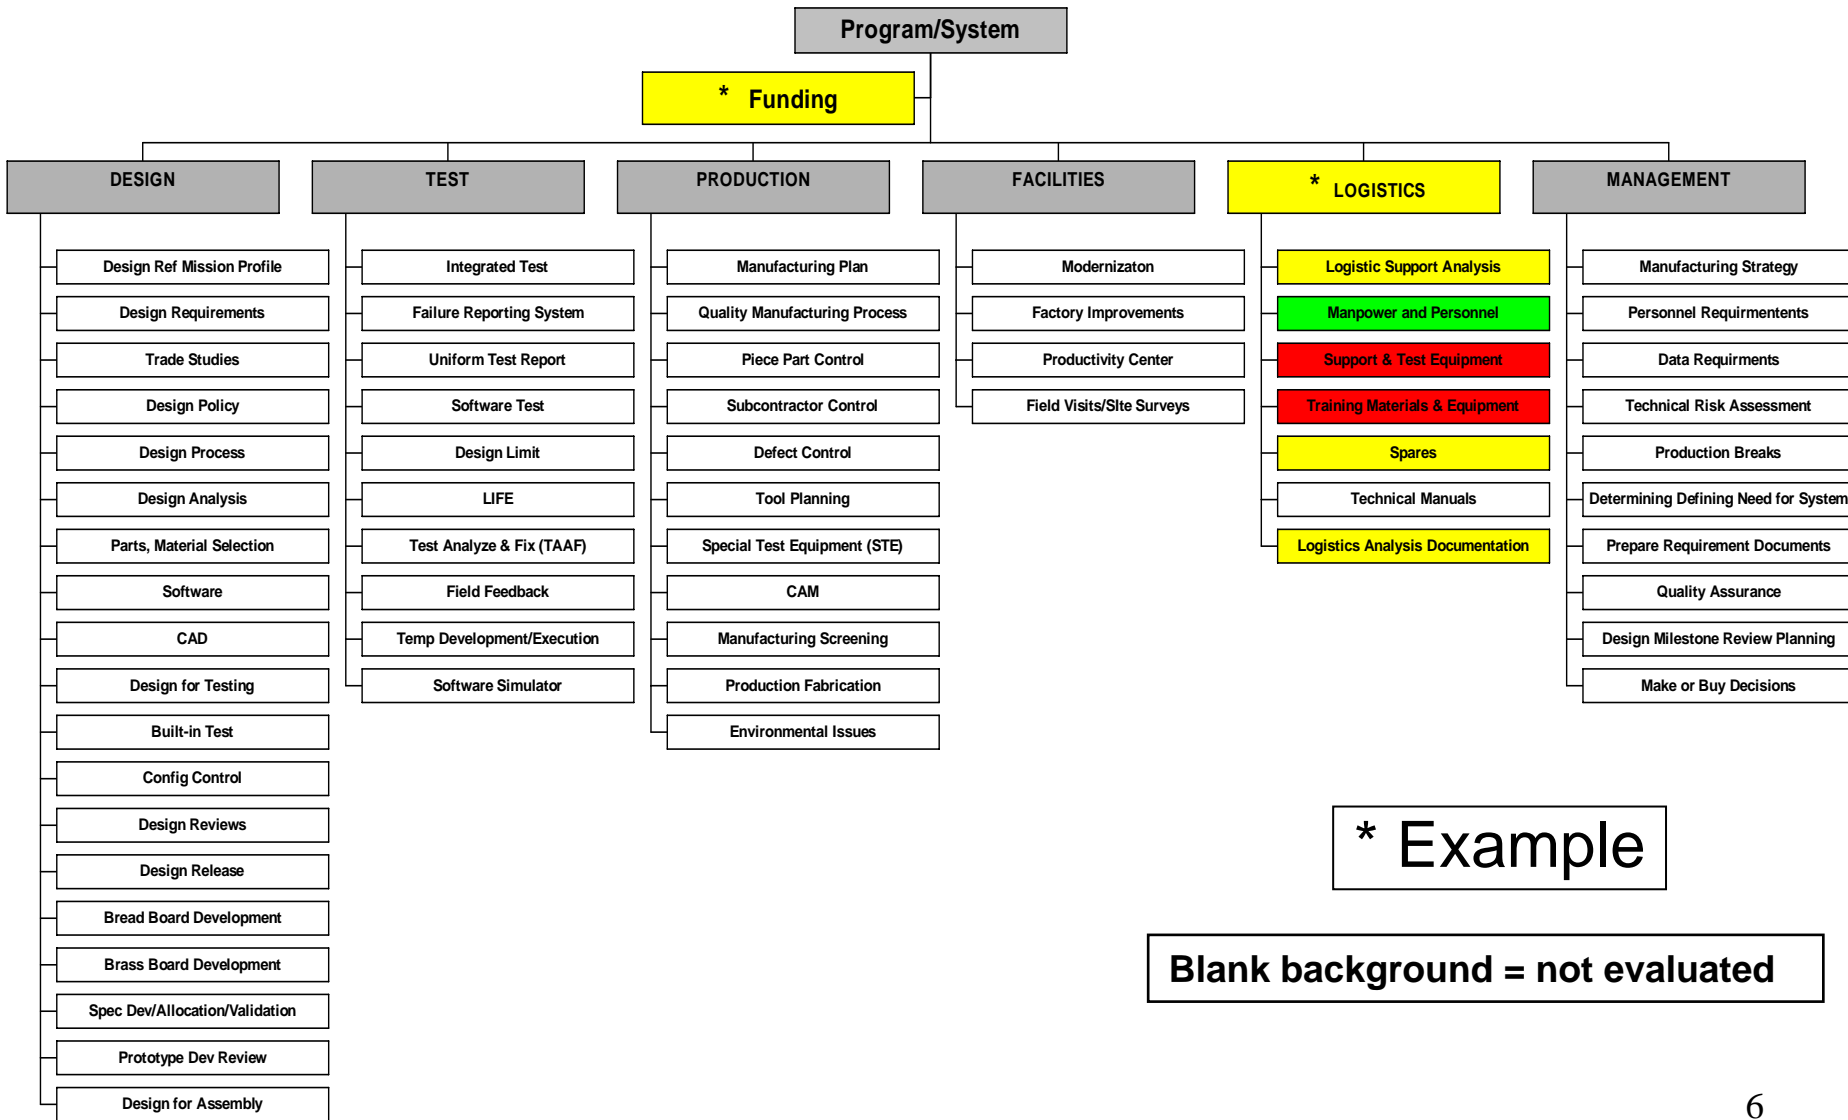 Program/System
* Funding
DESIGN
Design Ref Mission Profile
Design Requirements
Trade Studies
Design Policy
Design Process
Design Analysis
Parts, Material Selection
Software
CAD
Design for Testing
Built-in Test
Config Control
Design Reviews
Design Release
Bread Board Development
Brass Board Development
Spec Dev/Allocation/Validation
Prototype Dev Review
Design for Assembly
TEST
Integrated Test
Failure Reporting System
Uniform Test Report
Software Test
Design Limit
LIFE
Test Analyze & Fix (TAAF)
Field Feedback
Temp Development/Execution
Software Simulator
PRODUCTION
Manufacturing Plan
Quality Manufacturing Process
Piece Part Control
Subcontractor Control
Defect Control
Tool Planning
Special Test Equipment (STE)
CAM
Manufacturing Screening
Production Fabrication
Environmental Issues
FACILITIES
Modernizaton
Factory Improvements
Productivity Center
Field Visits/SIte Surveys
* LOGISTICS
Logistic Support Analysis
Manpower and Personnel
Support & Test Equipment
Training Materials & Equipment
Spares
Technical Manuals
Logistics Analysis Documentation
MANAGEMENT
Manufacturing Strategy
Personnel Requirmentents
Data Requirments
Technical Risk Assessment
Production Breaks
Determining Defining Need for System
Prepare Requirement Documents
Quality Assurance
Design Milestone Review Planning
Make or Buy Decisions
* Example
Blank background = not evaluated
6